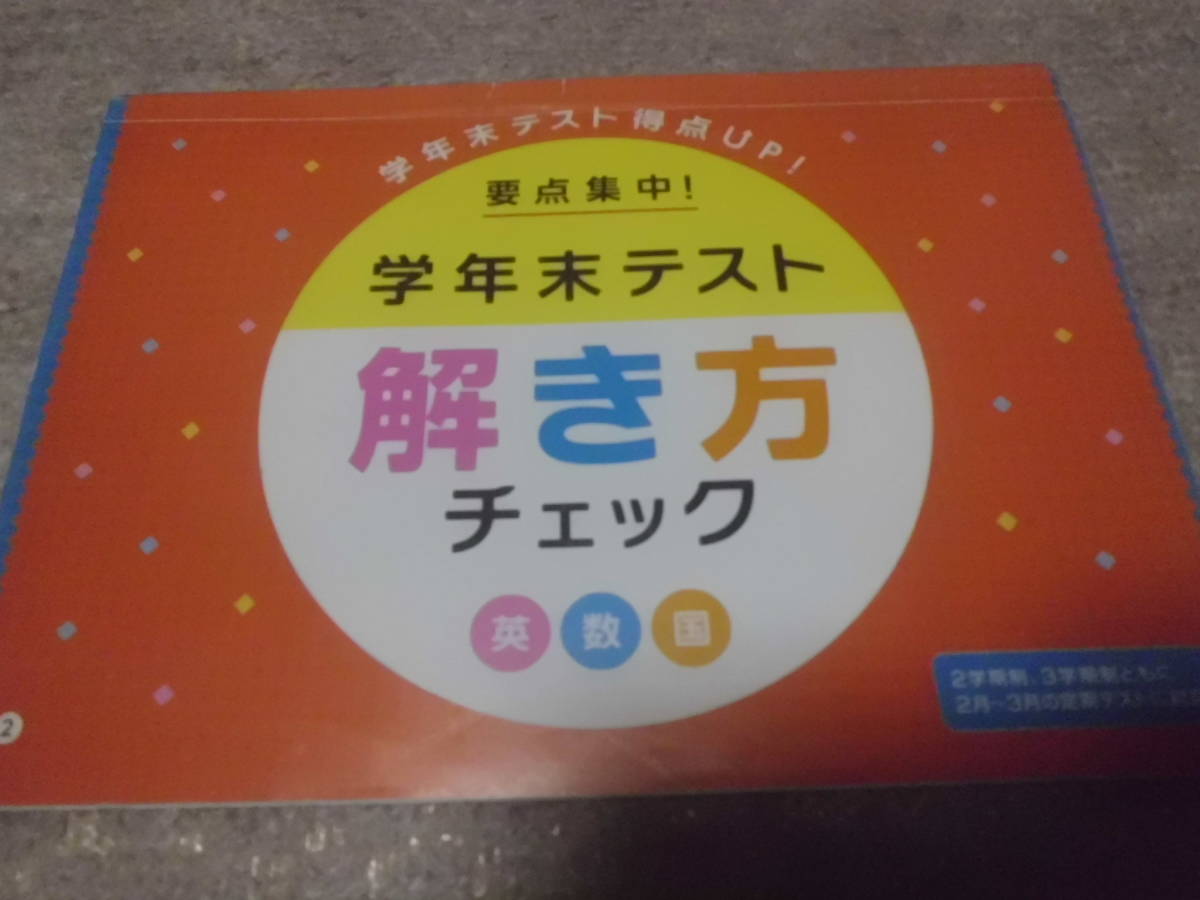 学年末テスト得点UP!
要点集中!
学年末テスト
解き方
チェック
英 数 国
2学期制、3学期制ともに
2月~3月の定期テスト
2